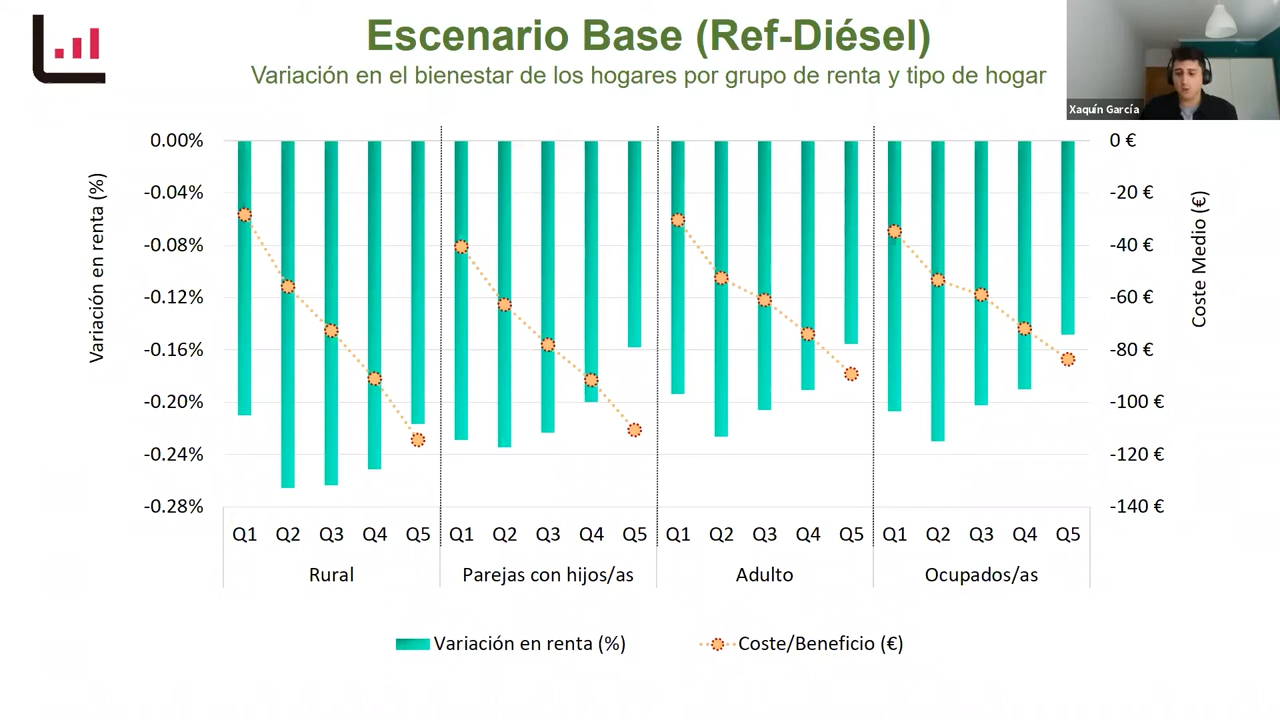 Escenario Base (Ref-Diésel)
Variación en el bienestar de los hogares por grupo de renta y tipo de hogar
Xaquín García
Variación en renta (%)
0.00%
-0.04%
-0.08%
-0.12%
-0.16%
-0.20%
-0.24%
-0.28%
0 €
-20 €
-40 €
-60 €
-80 €
-100 €
-120 €
-140 €
Coste Medio (€)
Q1 Q2 Q3 Q4 Q5 Q1 Q2 Q3 Q4 Q5 Q1 Q2 Q3 Q4 Q5 Q1 Q2 Q3 Q4 Q5
Rural Parejas con hijos/as Adulto Ocupados/as
Variación en renta (%) Coste/Beneficio (€)